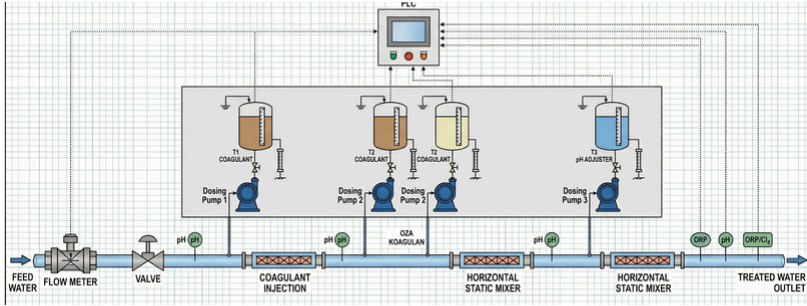 PLC
T1
COAGULANT
T2
COAGULANT
T2
COAGULANT
T3
pH ADJUSTER
Dosing
Pump 1
Dosing
Pump 2
Dosing
Pump 2
Dosing
Pump 3
pH pH
pH pH
OZA
KOAGULAN
pH pH
ORP
pH
ORP/Cl₂
FEED
WATER
FLOW METER
VALVE
COAGULANT
INJECTION
HORIZONTAL
STATIC MIXER
HORIZONTAL
STATIC MIXER
TREATED WATER
OUTLET